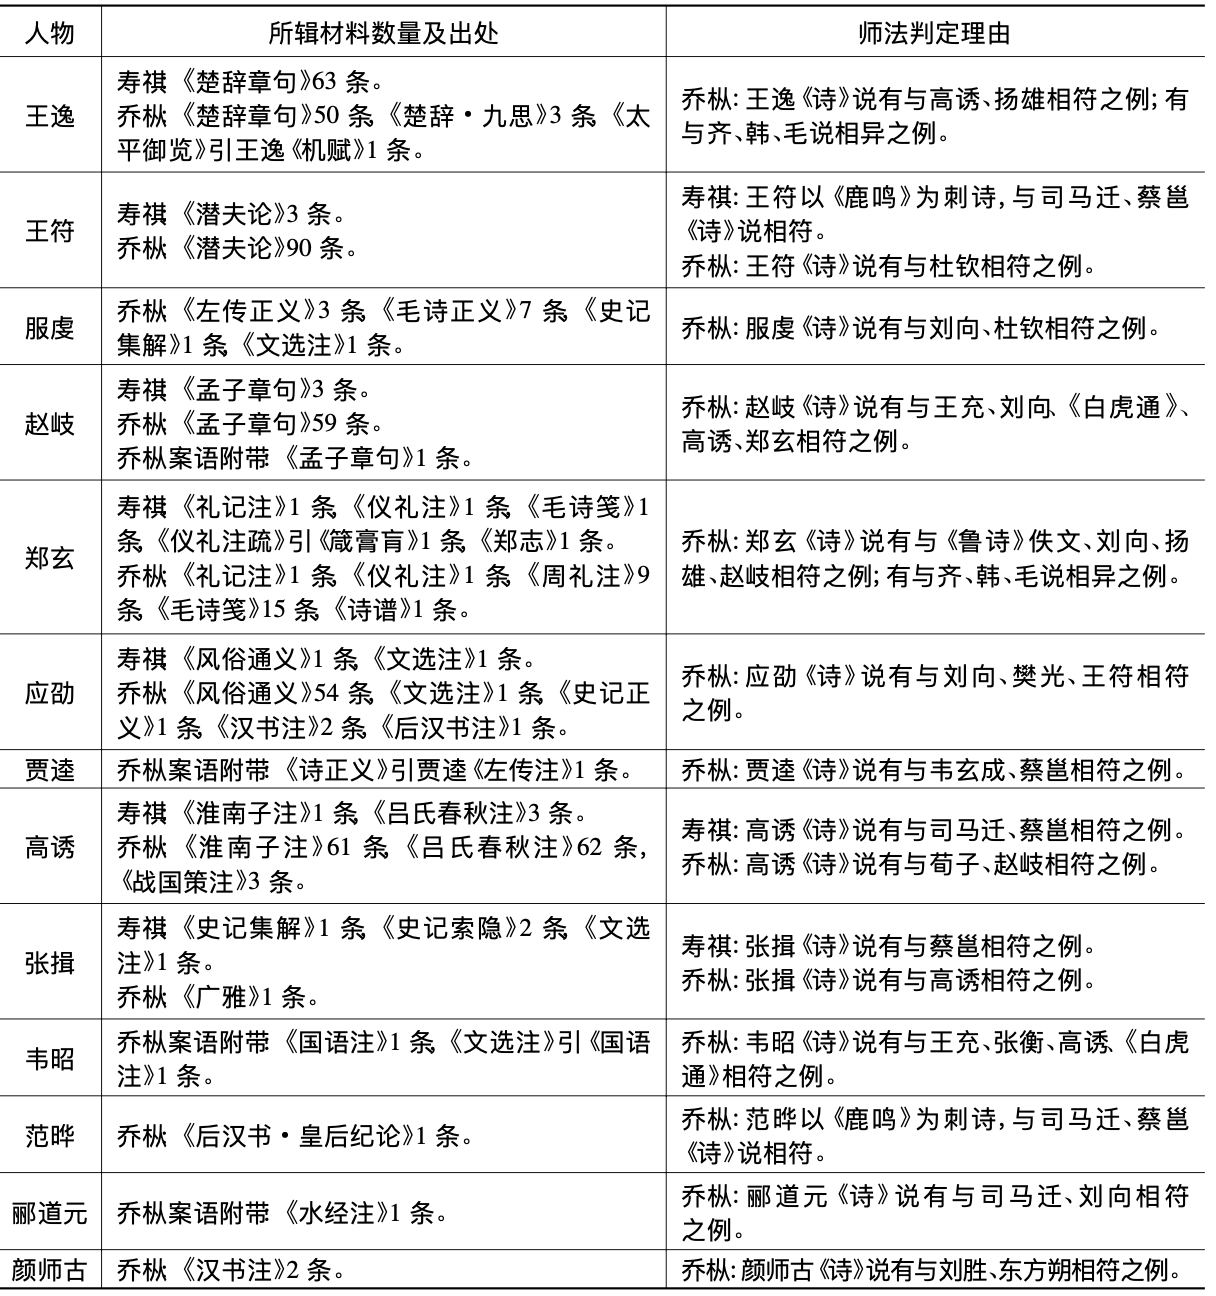 人物 所辑材料数量及出处 师法判定理由
王逸
寿祺:《楚辞章句》63 条。
乔枞:《楚辞章句》50 条,《楚辞·九思》3 条,《太
平御览》引王逸《机赋》1 条。
乔枞: 王逸《诗》说有与高诱、扬雄相符之例; 有
与齐、韩、毛说相异之例。
王符
寿祺:《潜夫论》3 条。
乔枞:《潜夫论》90 条。
寿祺: 王符以《鹿鸣》为刺诗, 与司马迁、蔡邕
《诗》说相符。
乔枞: 王符《诗》说有与杜钦相符之例。
服虔
乔枞:《左传正义》3 条,《毛诗正义》7 条,《史记
集解》1 条,《文选注》1 条。
乔枞: 服虔《诗》说有与刘向、杜钦相符之例。
赵岐
寿祺:《孟子章句》3 条。
乔枞:《孟子章句》59 条。
乔枞案语附带:《孟子章句》1 条。
乔枞: 赵岐《诗》说有与王充、刘向、《白虎通》、
高诱、郑玄相符之例。
郑玄
寿祺:《礼记注》1 条,《仪礼注》1 条,《毛诗笺》1
条,《仪礼注疏》引《箴膏肓》1 条,《郑志》1 条。
乔枞:《礼记注》1 条,《仪礼注》1 条,《周礼注》9
条,《毛诗笺》15 条,《诗谱》1 条。
乔枞: 郑玄《诗》说有与《鲁诗》佚文、刘向、扬
雄、赵岐相符之例; 有与齐、韩、毛说相异之例。
应劭
寿祺:《风俗通义》1 条,《文选注》1 条。
乔枞:《风俗通义》54 条,《文选注》1 条,《史记正
义》1 条,《汉书注》2 条,《后汉书注》1 条。
乔枞: 应劭《诗》说有与刘向、樊光、王符相符
之例。
贾逵
乔枞案语附带:《诗正义》引贾逵《左传注》1 条。
乔枞: 贾逵《诗》说有与韦玄成、蔡邕相符之例。
高诱
寿祺:《淮南子注》1 条,《吕氏春秋注》3 条。
乔枞:《淮南子注》61 条,《吕氏春秋注》62 条,
《战国策注》3 条。
寿祺: 高诱《诗》说有与司马迁、蔡邕相符之例。
乔枞: 高诱《诗》说有与荀子、赵岐相符之例。
张揖
寿祺:《史记集解》1 条,《史记索隐》2 条,《文选
注》1 条。
乔枞:《广雅》1 条。
寿祺: 张揖《诗》说有与蔡邕相符之例。
乔枞: 张揖《诗》说有与高诱相符之例。
韦昭
乔枞案语附带:《国语注》1 条,《文选注》引《国语
注》1 条。
乔枞: 韦昭《诗》说有与王充、张衡、高诱、《白虎
通》相符之例。
范晔
乔枞:《后汉书·皇后纪论》1 条。
乔枞: 范晔以《鹿鸣》为刺诗, 与司马迁、蔡邕
《诗》说相符。
郦道元
乔枞案语附带:《水经注》1 条。
乔枞: 郦道元《诗》说有与司马迁、刘向相符
之例。
颜师古
乔枞:《汉书注》2 条。
乔枞: 颜师古《诗》说有与刘胜、东方朔相符之例。